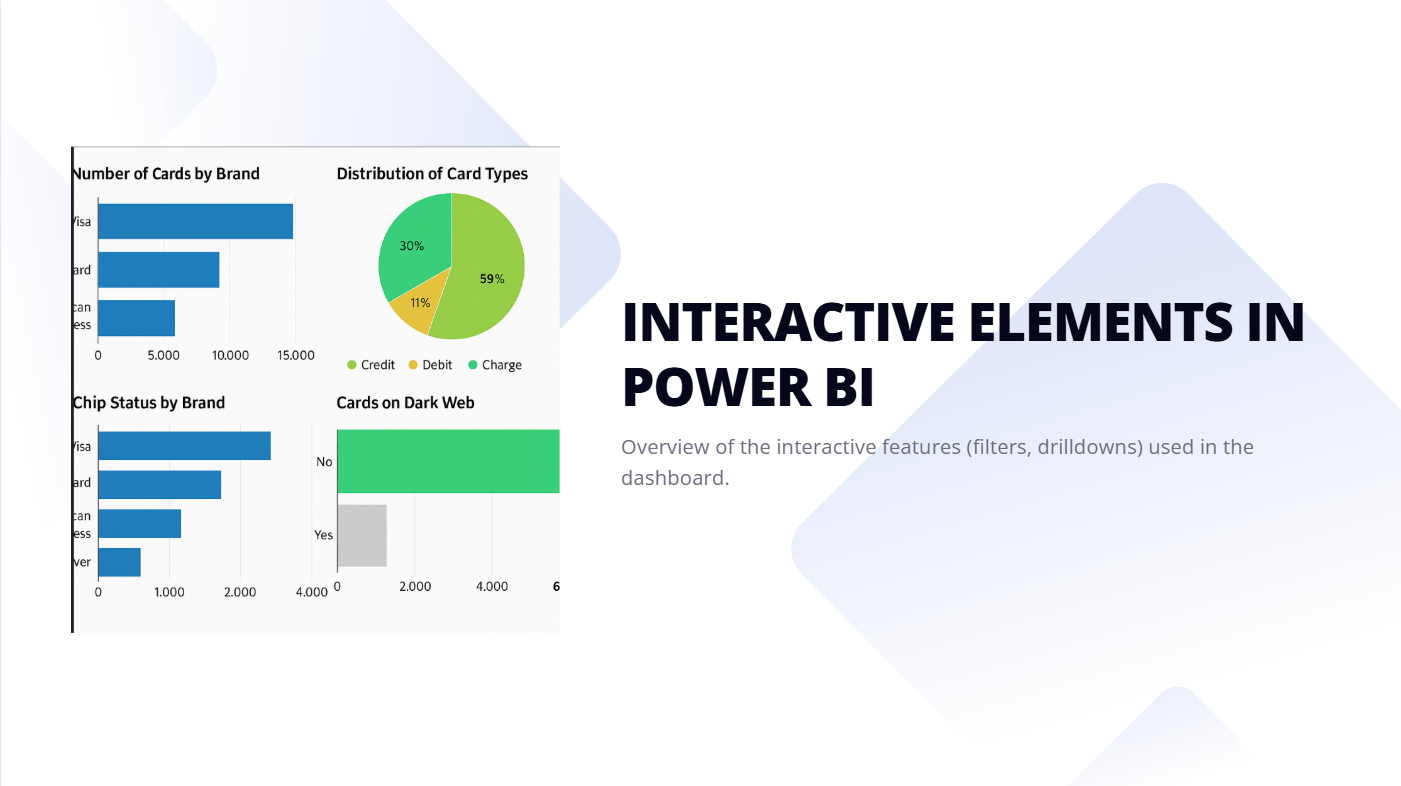 Number of Cards by Brand
Distribution of Card Types
Visa
ard
can
ess
0 5.000 10.000 15.000
30%
59%
11%
Credit Debit Charge
Chip Status by Brand
Cards on Dark Web
Visa
ard
can
ess
ver
0 1.000 2.000 4.000
No
Yes
0 2.000 4.000 6
INTERACTIVE ELEMENTS IN
POWER BI
Overview of the interactive features (filters, drilldowns) used in the
dashboard.